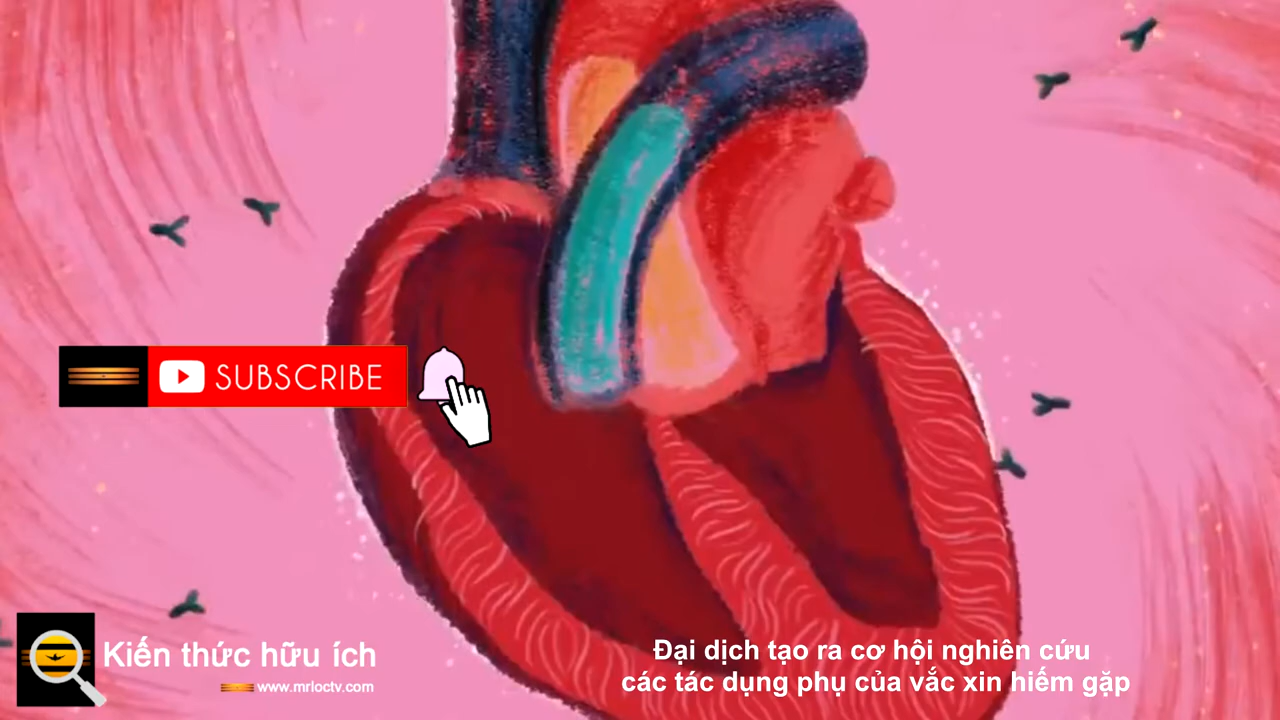 SUBSCRIBE
Kiến thức hữu ích
www.mrloctv.com
Đại dịch tạo ra cơ hội nghiên cứu
các tác dụng phụ của vắc xin hiếm gặp